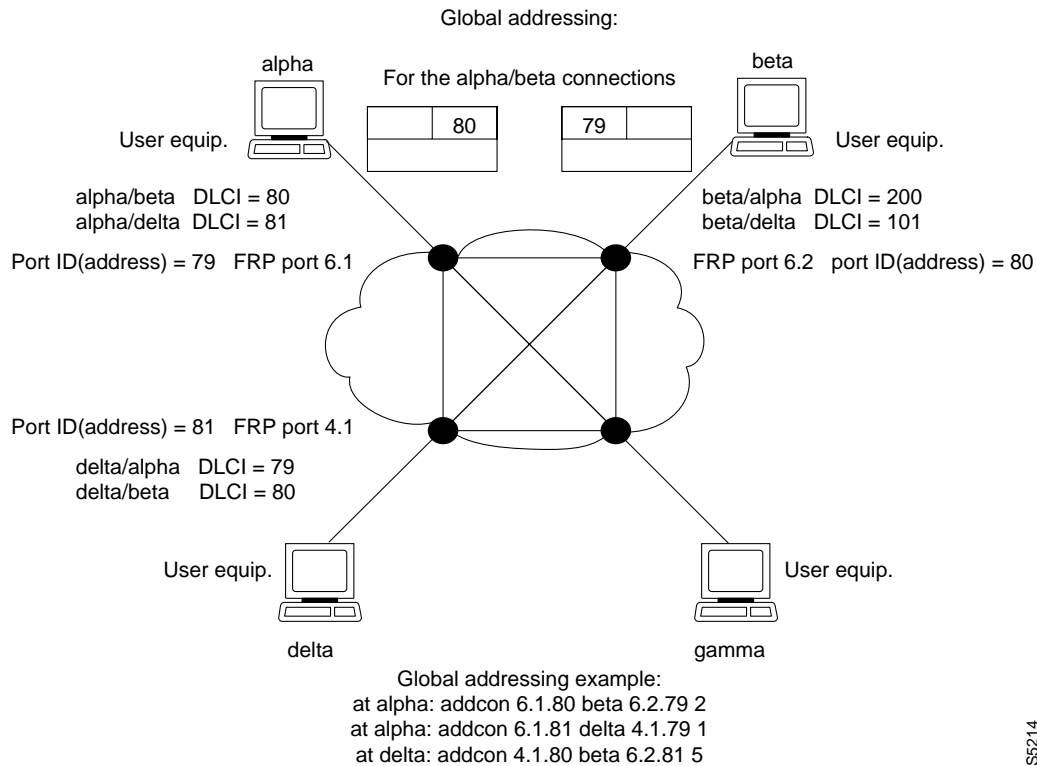 Global addressing:
alpha
For the alpha/beta connections
beta
80
79
User equip.
User equip.
alpha/beta DLCI = 80
alpha/delta DLCI = 81
beta/alpha DLCI = 200
beta/delta DLCI = 101
Port ID(address) = 79 FRP port 6.1
FRP port 6.2 port ID(address) = 80
Port ID(address) = 81 FRP port 4.1
delta/alpha DLCI = 79
delta/beta DLCI = 80
User equip.
User equip.
delta
gamma
Global addressing example:
at alpha: addcon 6.1.80 beta 6.2.79 2
at alpha: addcon 6.1.81 delta 4.1.79 1
at delta: addcon 4.1.80 beta 6.2.81 5
S5214